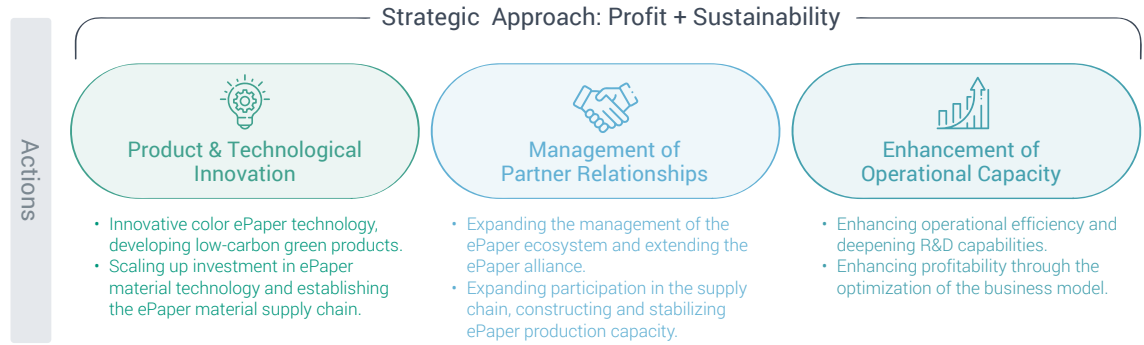 Strategic Approach: Profit + Sustainability
Actions
Product & Technological
Innovation
• Innovative color ePaper technology,
developing low-carbon green products.
• Scaling up investment in ePaper
material technology and establishing
the ePaper material supply chain.
Management of
Partner Relationships
• Expanding the management of the
ePaper ecosystem and extending the
ePaper alliance.
• Expanding participation in the supply
chain, constructing and stabilizing
ePaper production capacity.
Enhancement of
Operational Capacity
• Enhancing operational efficiency and
deepening R&D capabilities.
• Enhancing profitability through the
optimization of the business model.